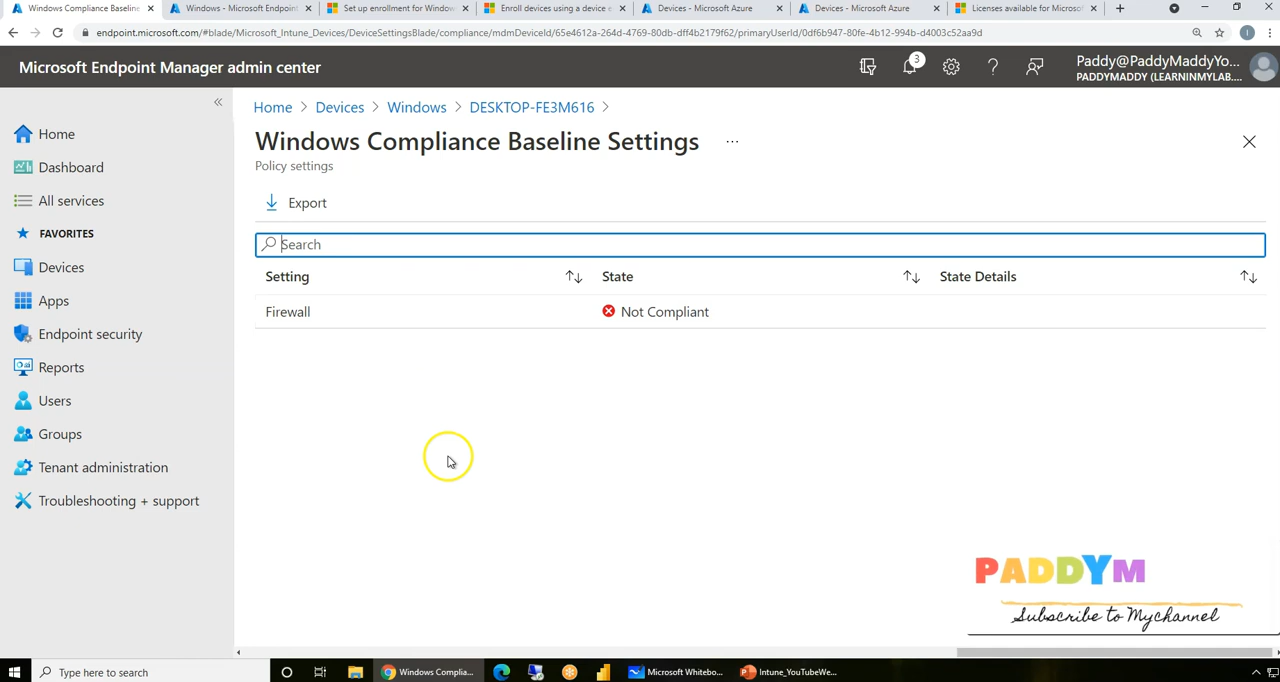 Windows Compliance Baseline
Windows - Microsoft Endpoint
Set up enrollment for Window
Enroll devices using a device e
Devices - Microsoft Azure
Devices - Microsoft Azure
Licenses available for Microsof
endpoint.microsoft.com/#blade/Microsoft_Intune_Devices/DeviceSettingsBlade/compliance/mdmDeviceId/65e4612a-264d-4769-80db-dff4b2179f62/primaryUserId/0df6b947-80fe-4b12-994b-d4003c52aa9d
I
Microsoft Endpoint Manager admin center
3
Paddy@PaddyMaddyYo...
PADDYMADDY (LEARNINMYLAB....
Home > Devices > Windows > DESKTOP-FE3M616 >
Windows Compliance Baseline Settings ...
Policy settings
Export
Search
Setting State State Details
Firewall Not Compliant
Home
Dashboard
All services
FAVORITES
Devices
Apps
Endpoint security
Reports
Users
Groups
Tenant administration
Troubleshooting + support
PADDYM
Subscribe to Mychannel
Type here to search
Windows Complia...
Microsoft Whitebo...
Intune_YouTubeWe...